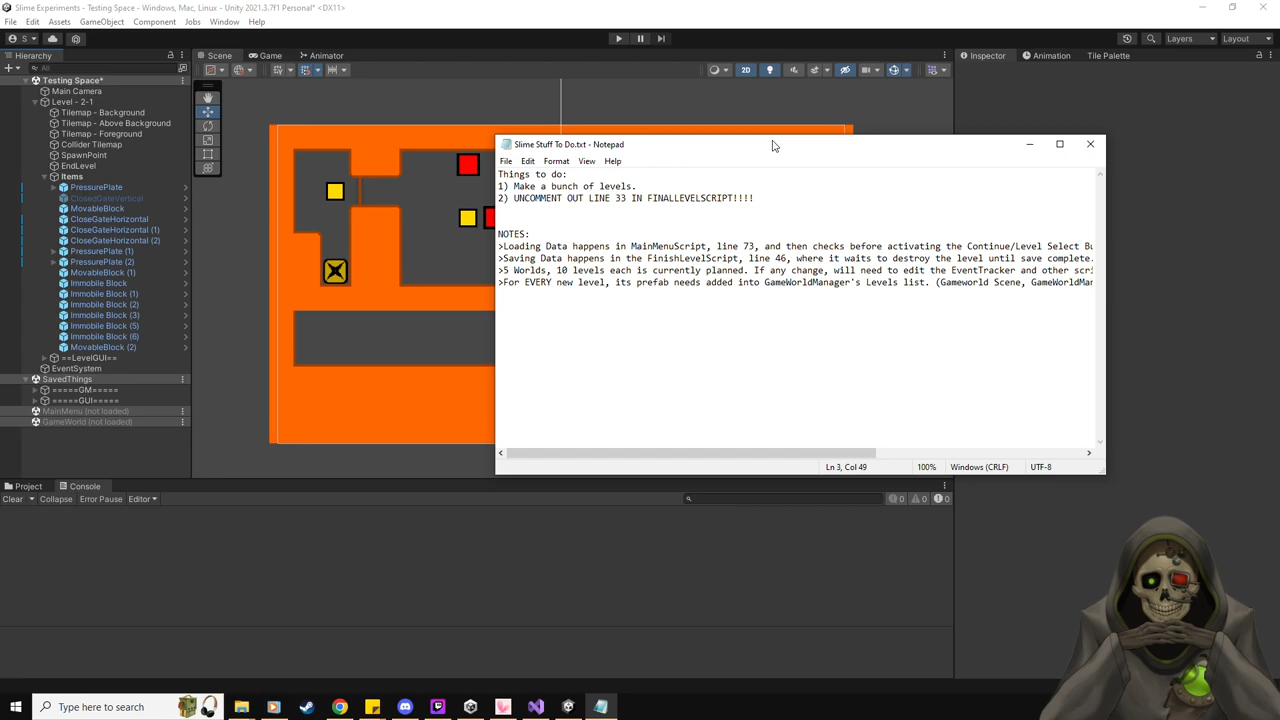 Slime Experiments - Testing Space - Windows, Mac, Linux - Unity 2021.3.7f1 Personal* <DX11>
File Edit Assets GameObject Component Jobs Window Help
S Layers Layout
Hierarchy Scene Game Animator Inspector Animation Tile Palette
All 2D
Testing Space*
Main Camera
Level - 2-1
Tilemap - Background
Tilemap - Above Background
Tilemap - Foreground
Collider Tilemap
SpawnPoint
EndLevel
Items
PressurePlate
ClosedGateVertical
MovableBlock
CloseGateHorizontal
CloseGateHorizontal (1)
CloseGateHorizontal (2)
PressurePlate (1)
PressurePlate (2)
MovableBlock (1)
Immobile Block
Immobile Block (1)
Immobile Block (2)
Immobile Block (3)
Immobile Block (5)
Immobile Block (6)
MovableBlock (2)
==LevelGUI==
EventSystem
SavedThings
=====GM=====
=====GUI=====
MainMenu (not loaded)
GameWorld (not loaded)
Slime Stuff To Do.txt - Notepad
File Edit Format View Help
Things to do:
1) Make a bunch of levels.
2) UNCOMMENT OUT LINE 33 IN FINALLEVELSCRIPT!!!!
NOTES:
>Loading Data happens in MainMenuScript, line 73, and then checks before activating the Continue/Level Select Bu
>Saving Data happens in the FinishLevelScript, line 46, where it waits to destroy the level until save complete.
>5 Worlds, 10 levels each is currently planned. If any change, will need to edit the EventTracker and other scri
>For EVERY new level, its prefab needs added into GameWorldManager's Levels list. (Gameworld Scene, GameWorldMan
Ln 3, Col 49 100% Windows (CRLF) UTF-8
Project Console
Clear Collapse Error Pause Editor 0 0 0
Type here to search